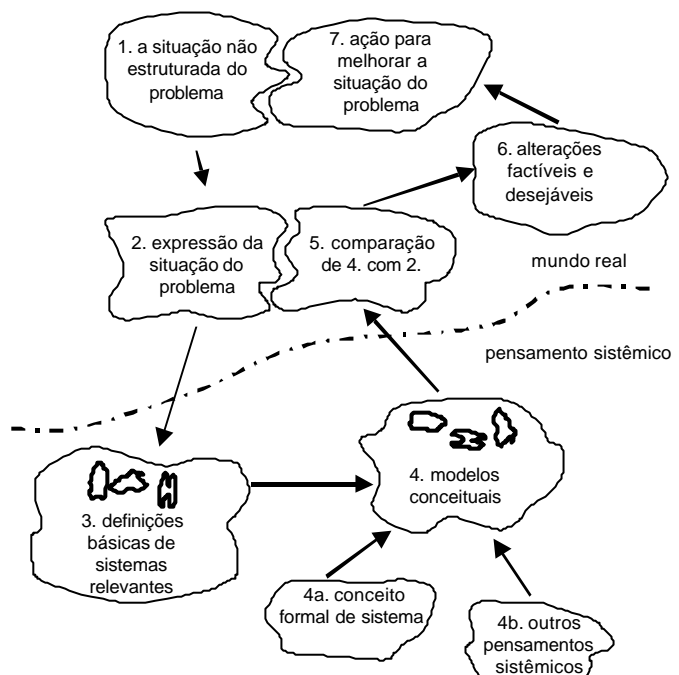 1. a situação não
estruturada do
problema
7. ação para
melhorar a
situação do
problema
6. alterações
factíveis e
desejáveis
2. expressão da
situação do
problema
5. comparação
de 4. com 2.
mundo real
pensamento sistêmico
3. definições
básicas de
sistemas
relevantes
4. modelos
conceituais
4a. conceito
formal de sistema
4b. outros
pensamentos
sistêmicos